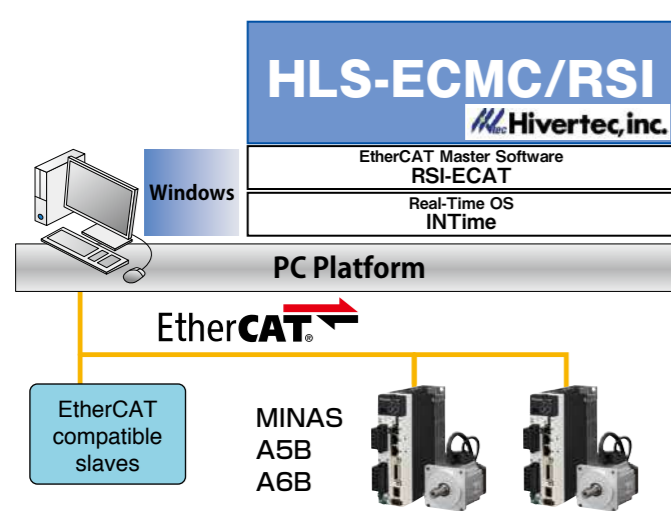 HLS-ECMC/RSI
Hivertec, inc.
EtherCAT Master Software
RSI-ECAT
Windows
Real-Time OS
INTime
PC Platform
EtherCAT®
EtherCAT
compatible
slaves
MINAS
A5B
A6B